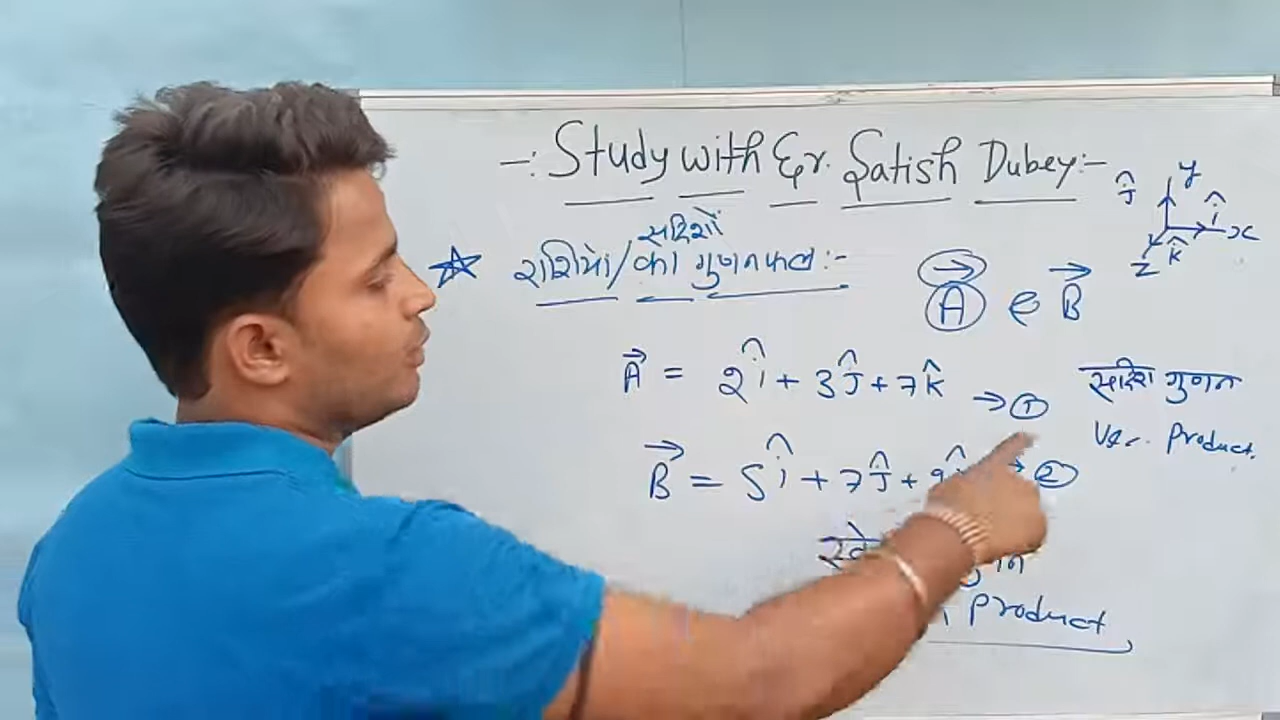 -: Study with Er. Satish Dubey:-
सदिशों
राशियो/का गुणनफल:-
y
ĵ
î
x
z
k̂
A⃗ e B⃗
A⃗ = 2î + 3ĵ + 7k̂ → ①
सदिश गुणन
Vec. Product.
B⃗ = 5î + 7ĵ + 9 → ②
Product